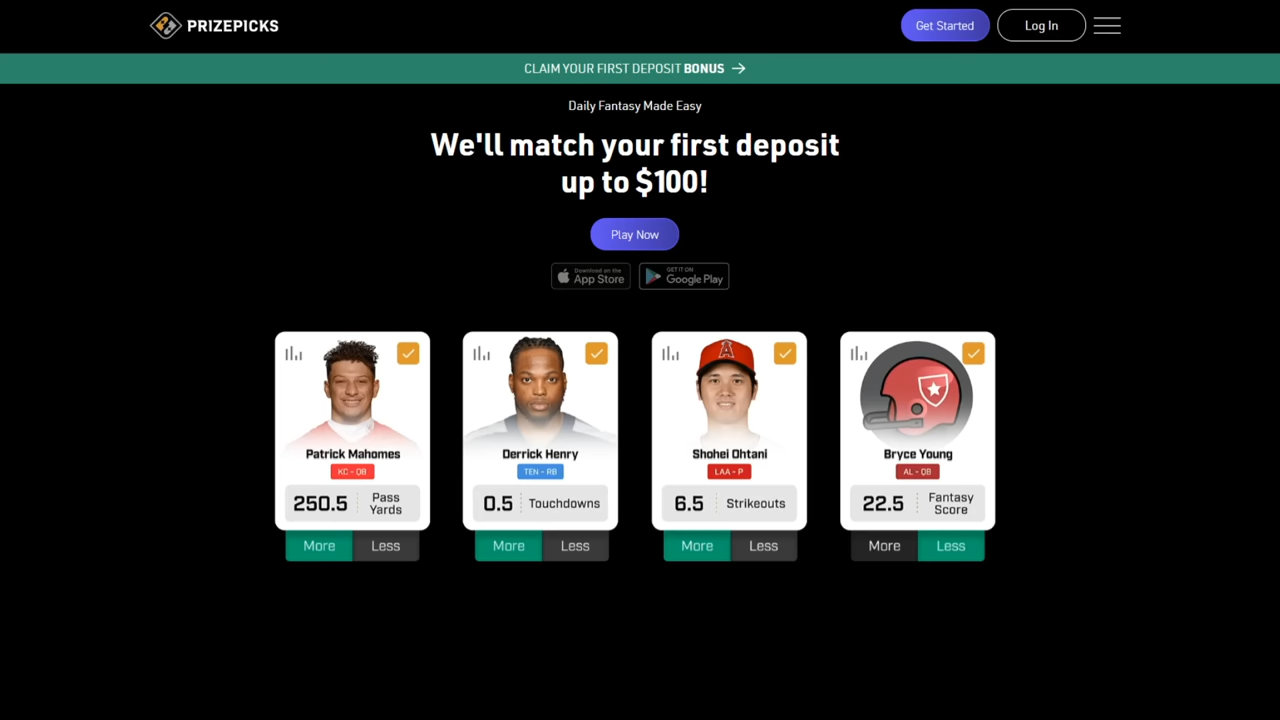 PRIZEPICKS
Get Started
Log In
CLAIM YOUR FIRST DEPOSIT BONUS →
Daily Fantasy Made Easy
We'll match your first deposit
up to $100!
Play Now
Download on the
App Store
GET IT ON
Google Play
A
Patrick Mahomes
KC - QB
250.5
Pass
Yards
More
Less
Derrick Henry
TEN - RB
0.5
Touchdowns
More
Less
Shohei Ohtani
LAA - P
6.5
Strikeouts
More
Less
Bryce Young
AL - QB
22.5
Fantasy
Score
More
Less